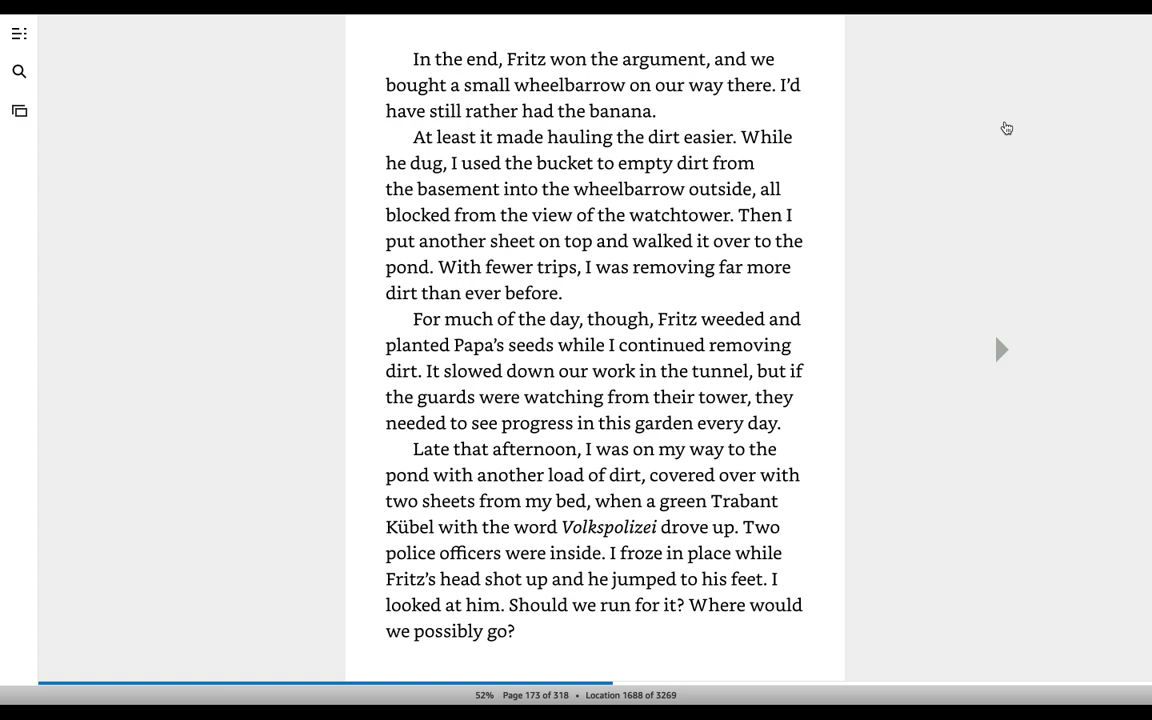 In the end, Fritz won the argument, and we
bought a small wheelbarrow on our way there. I’d
have still rather had the banana.
At least it made hauling the dirt easier. While
he dug, I used the bucket to empty dirt from
the basement into the wheelbarrow outside, all
blocked from the view of the watchtower. Then I
put another sheet on top and walked it over to the
pond. With fewer trips, I was removing far more
dirt than ever before.
For much of the day, though, Fritz weeded and
planted Papa’s seeds while I continued removing
dirt. It slowed down our work in the tunnel, but if
the guards were watching from their tower, they
needed to see progress in this garden every day.
Late that afternoon, I was on my way to the
pond with another load of dirt, covered over with
two sheets from my bed, when a green Trabant
Kübel with the word Volkspolizei drove up. Two
police officers were inside. I froze in place while
Fritz’s head shot up and he jumped to his feet. I
looked at him. Should we run for it? Where would
we possibly go?
52% Page 173 of 318 • Location 1688 of 3269